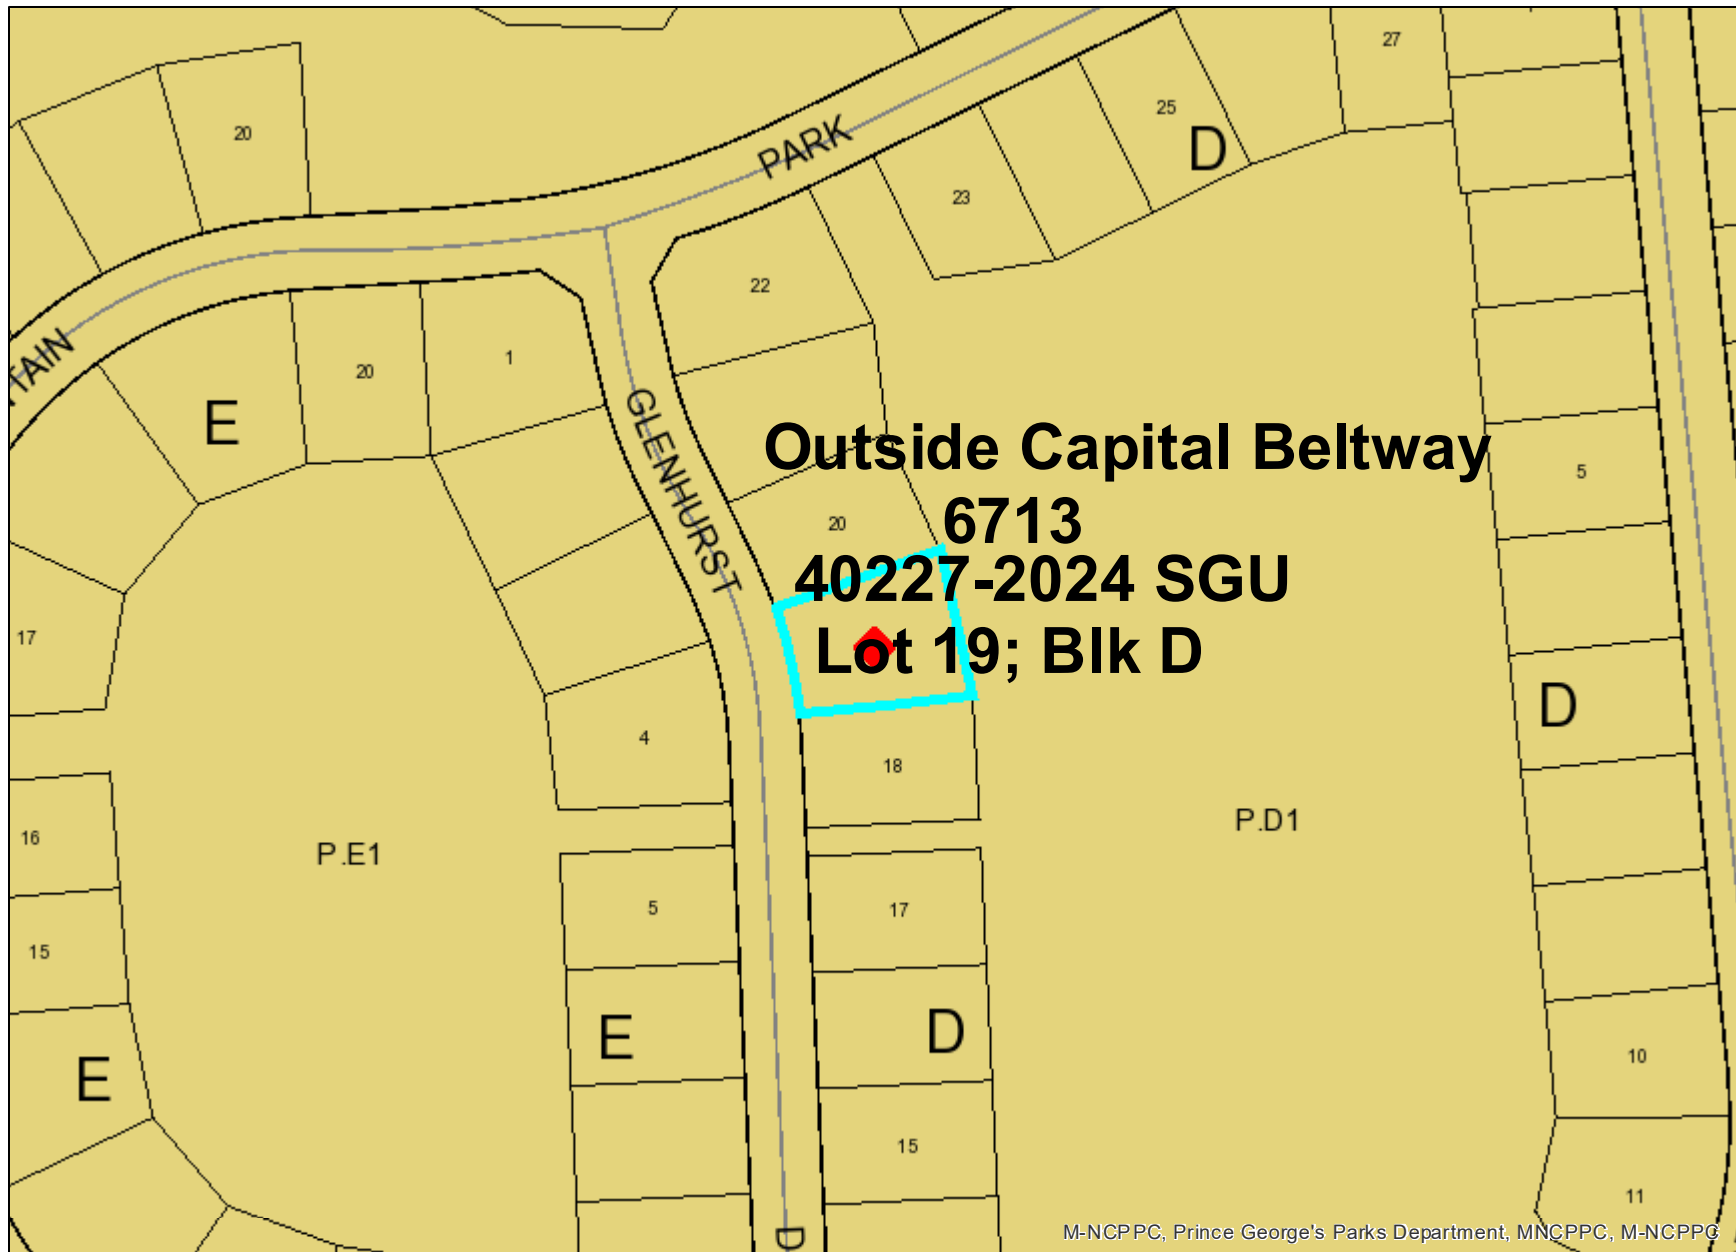 27
20
25
PARK
D
23
22
TAIN
20
1
E
GLENHURST
Outside Capital Beltway
5
20
6713
40227-2024 SGU
17
Lot 19; Blk D
D
4
18
16
P.E1
P.D1
5
17
15
E
D
10
E
15
11
D
M-NCPPC, Prince George's Parks Department, MNCPPC, M-NCPPC